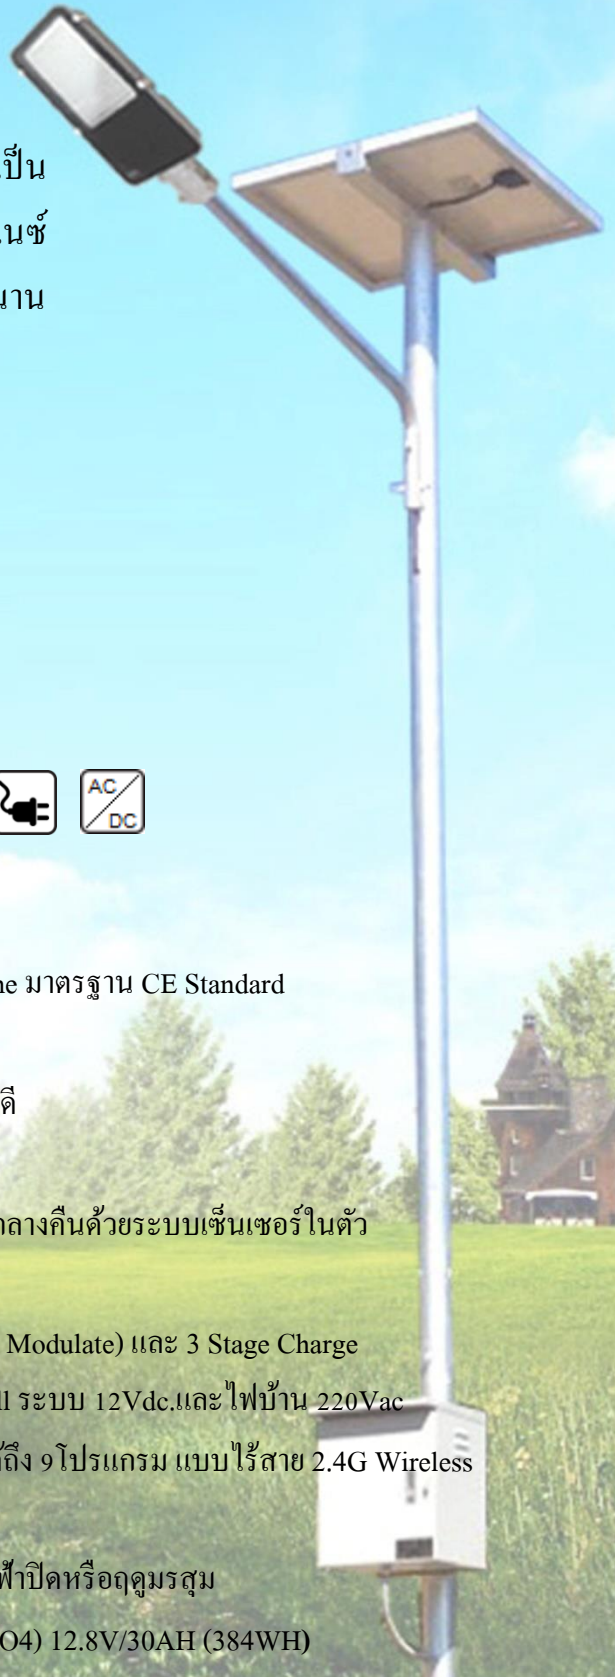 เป็น
นซ์
นาน
AC
DC
ne มาตรฐาน CE Standard
ดี
กลางคืนด้วยระบบเซ็นเซอร์ในตัว
Modulate) และ 3 Stage Charge
ll ระบบ 12Vdc.และไฟบ้าน 220Vac
ถึง 9โปรแกรม แบบไร้สาย 2.4G Wireless
ฟ้าปิดหรือฤดูมรสุม
O4) 12.8V/30AH (384WH)